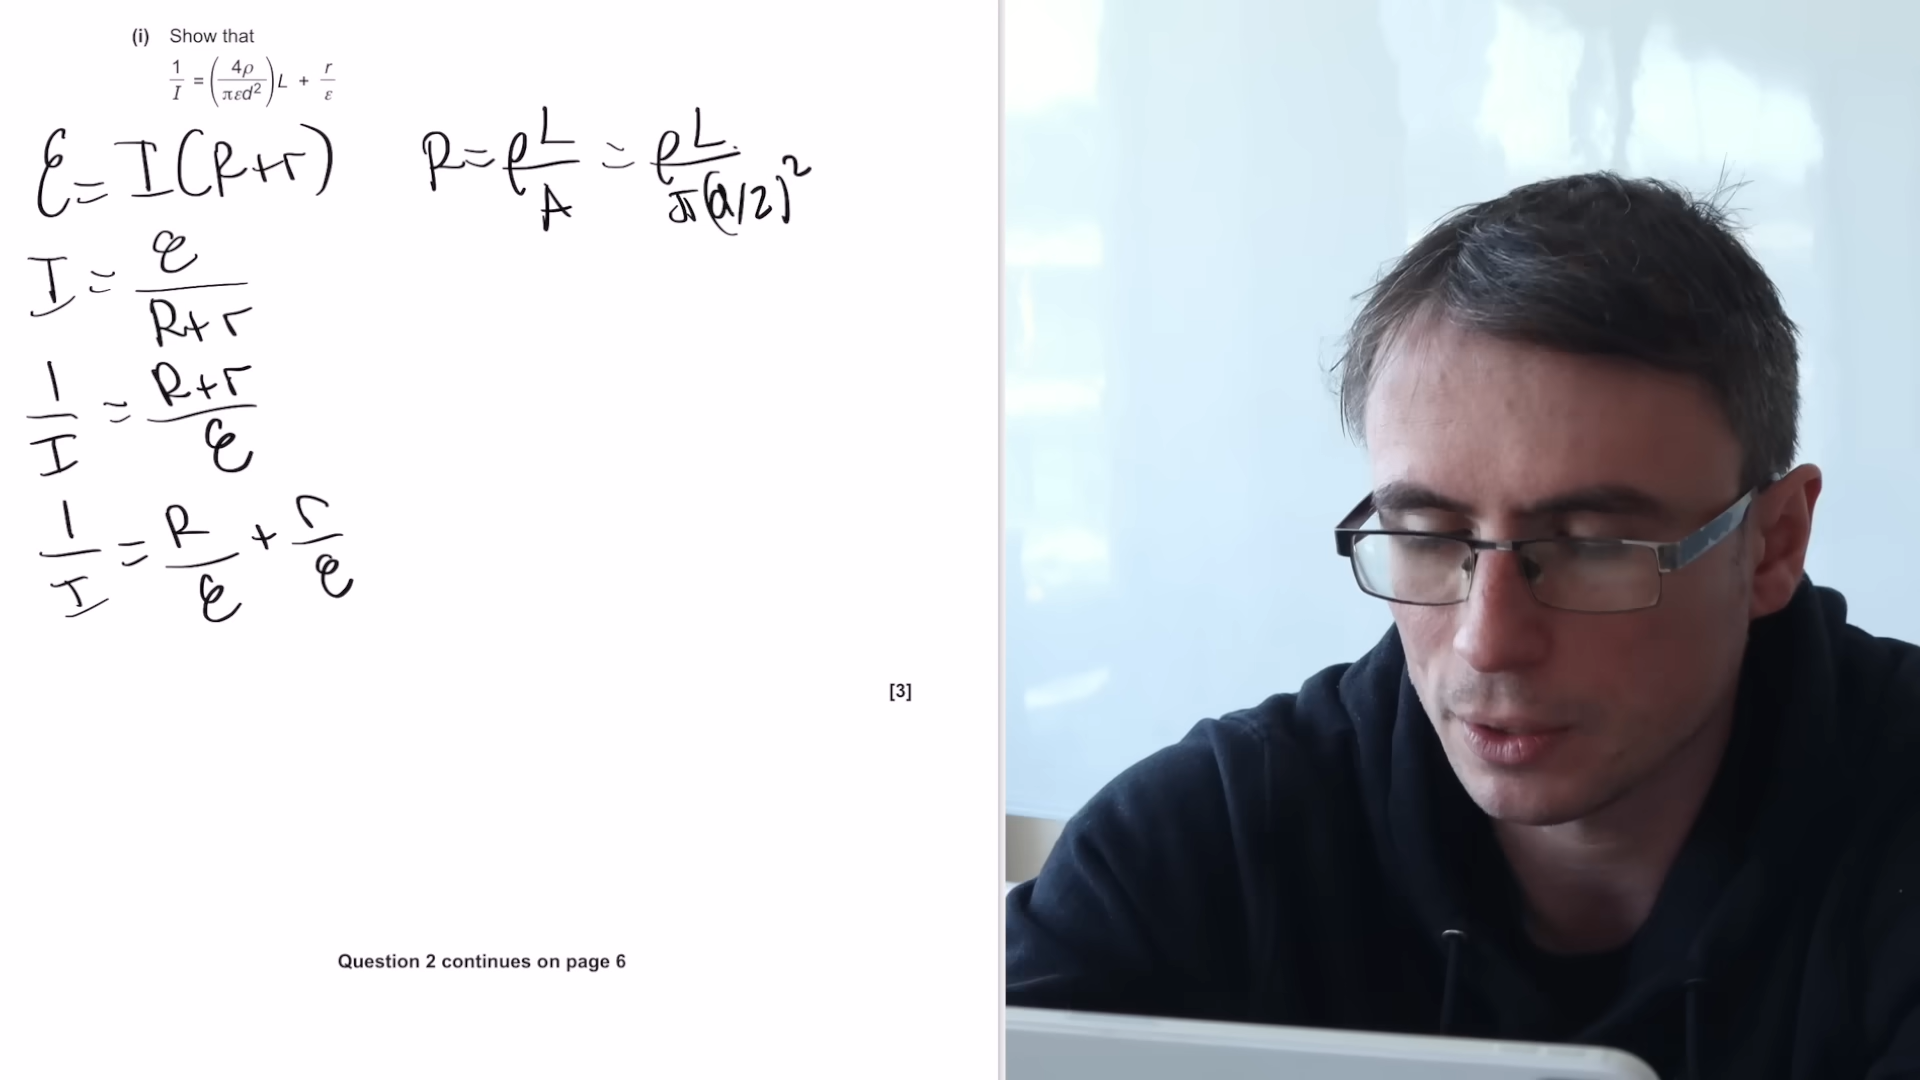 (i) Show that
1/I = (4ρ/πεd²)L + r/ε
ℰ = I(R+r)
R = ρL/A = ρL/π(d/2)²
I = ℰ/R+r
1/I = R+r/ℰ
1/I = R/ℰ + r/ℰ
[3]
Question 2 continues on page 6